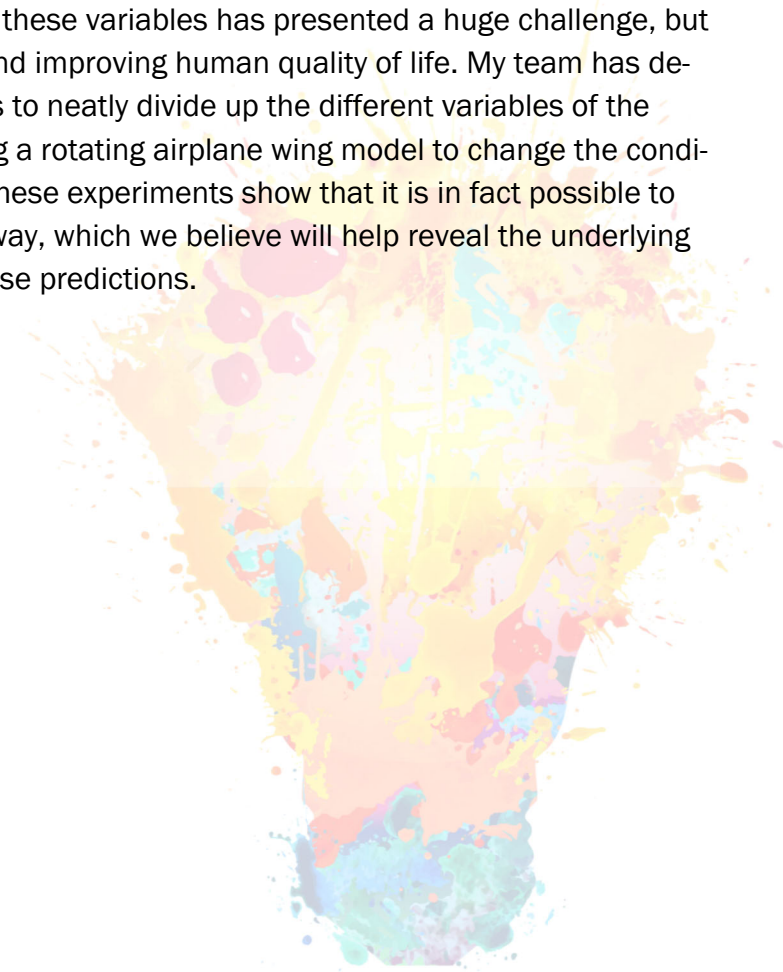 these variables has presented a huge challenge, but
nd improving human quality of life. My team has de-
s to neatly divide up the different variables of the
g a rotating airplane wing model to change the condi-
hese experiments show that it is in fact possible to
way, which we believe will help reveal the underlying
se predictions.